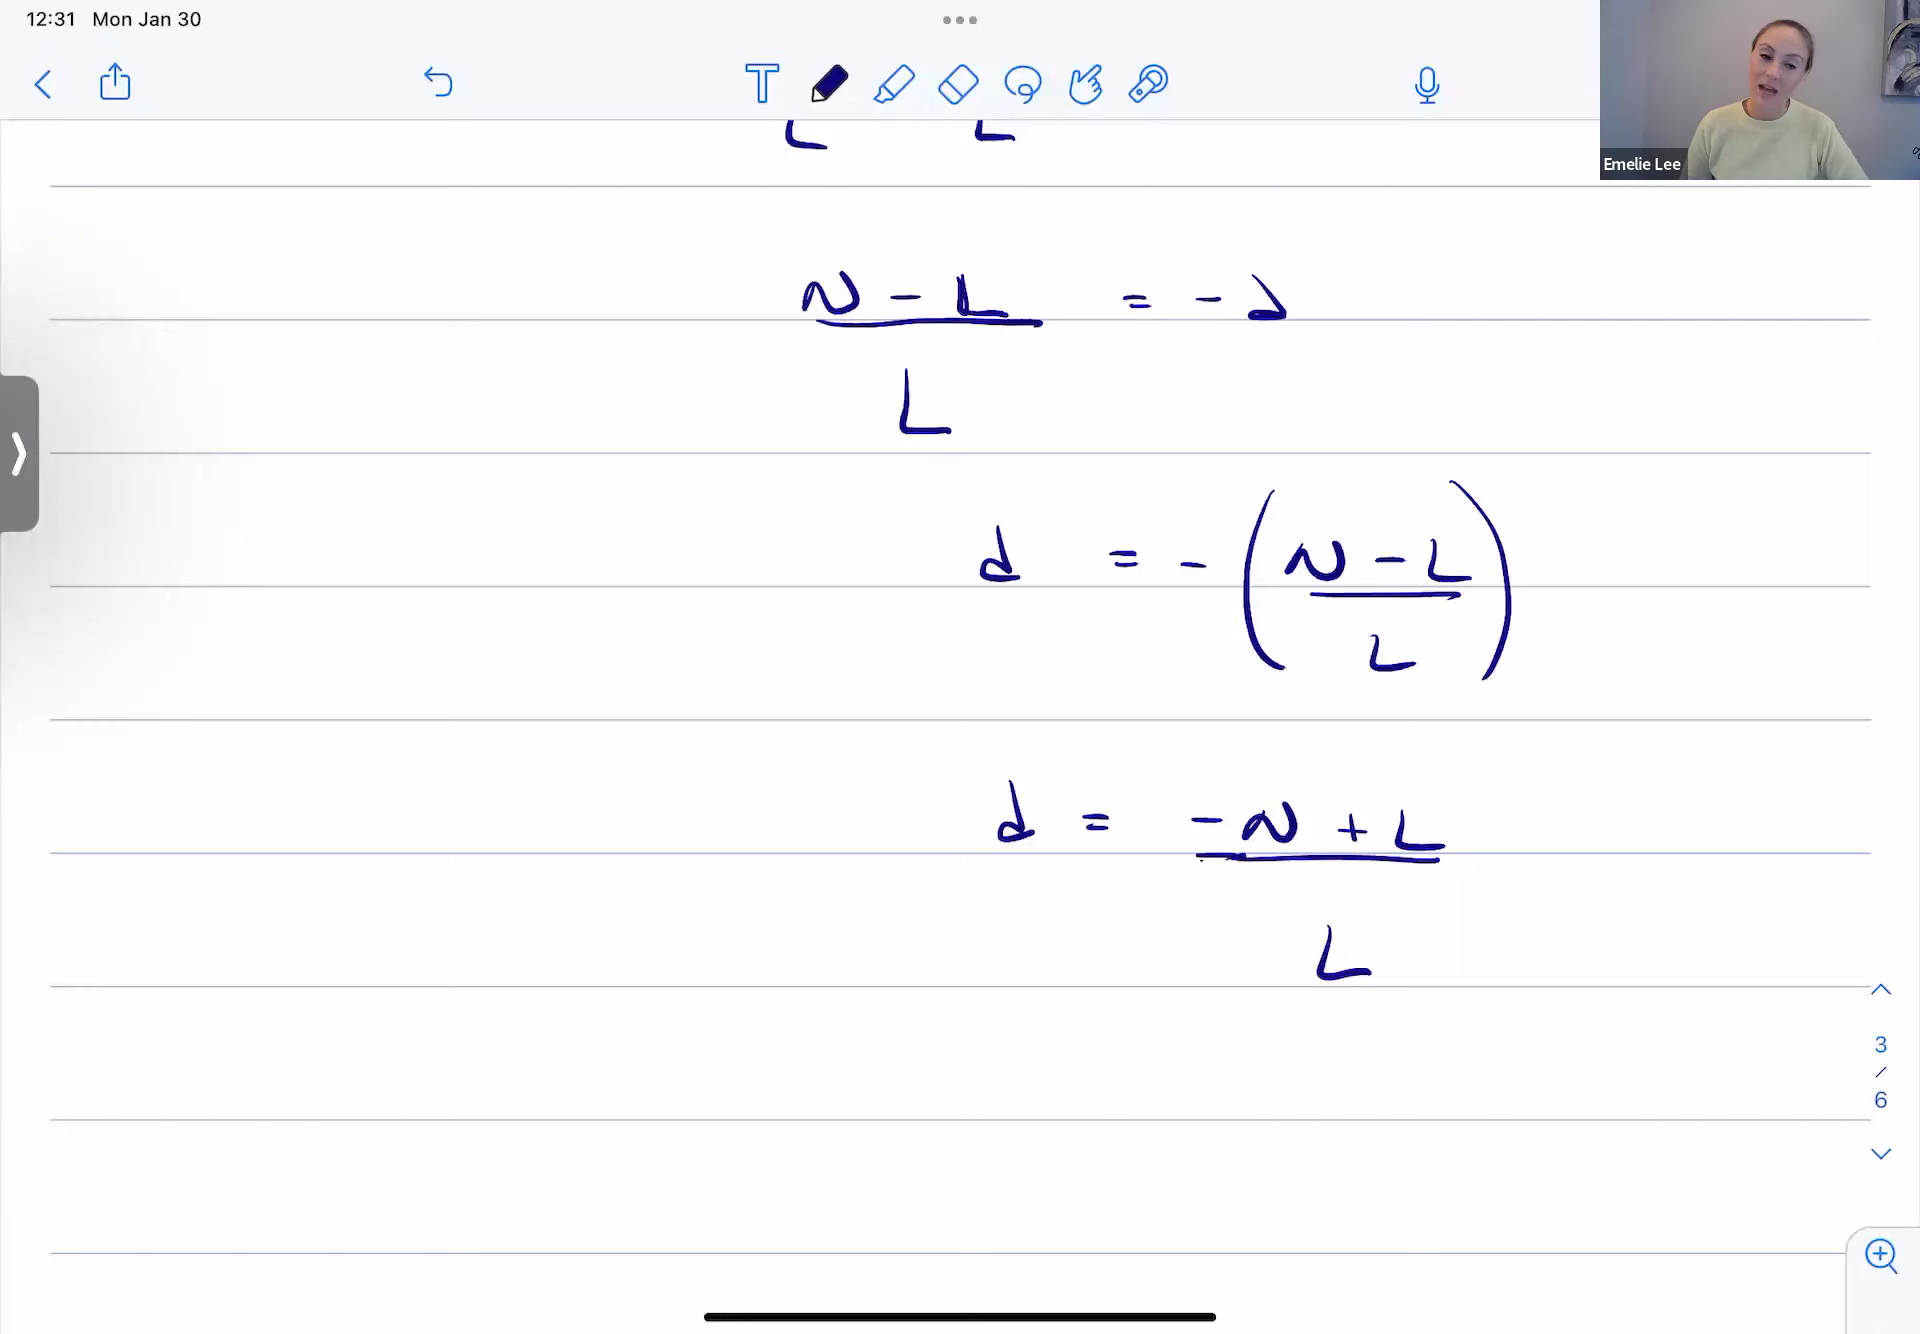 12:31 Mon Jan 30
T
Emelie Lee
L L
N - L = - d
L
d = - ( N - L )
L
d = - N + L
L
3
/
6